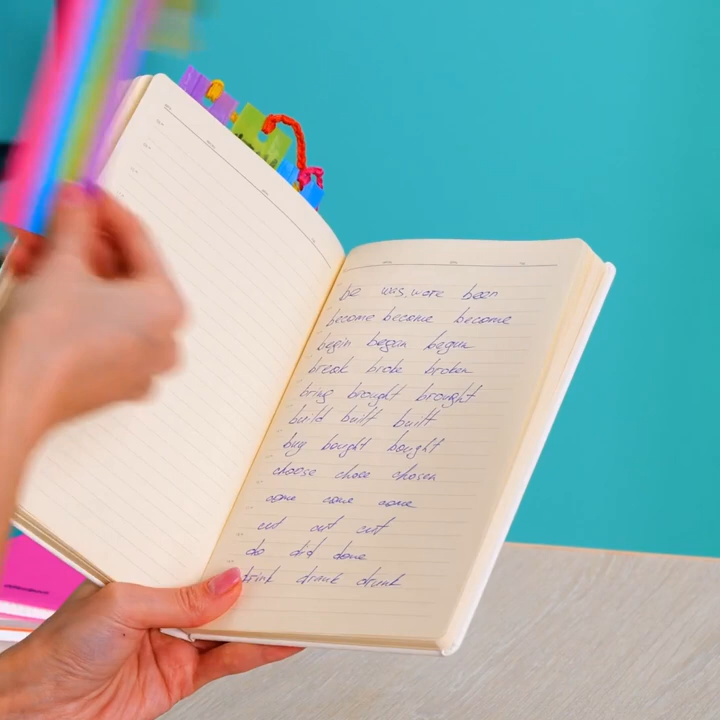 be was, were been
become became become
begin began begun
break broke broken
bring brought brought
build built built
buy bought bought
choose chose chosen
come came come
cut cut cut
do did done
drink drank drunk